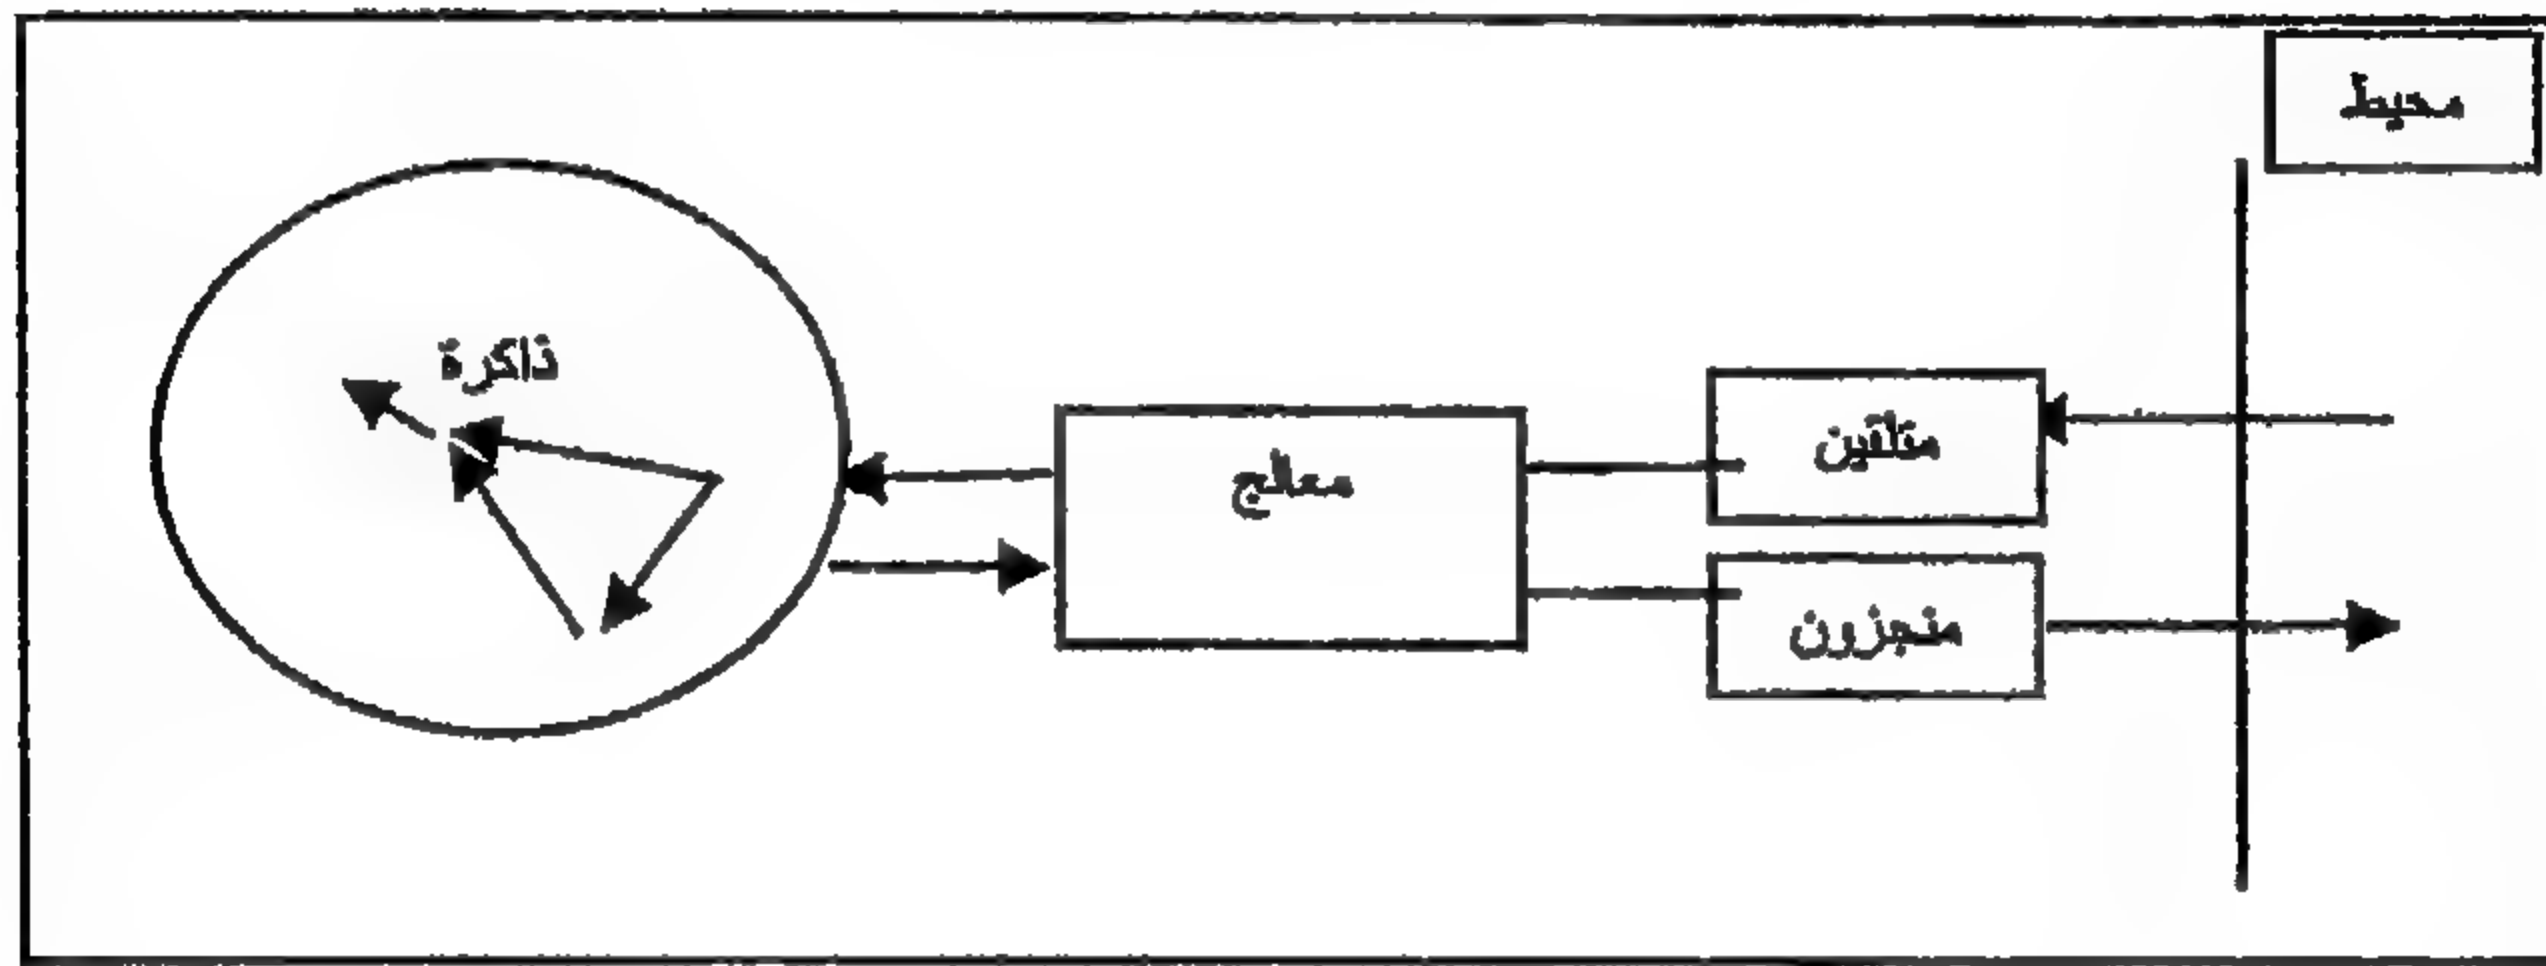 محيط
ذاكرة
متلقين
معالج
منجزون